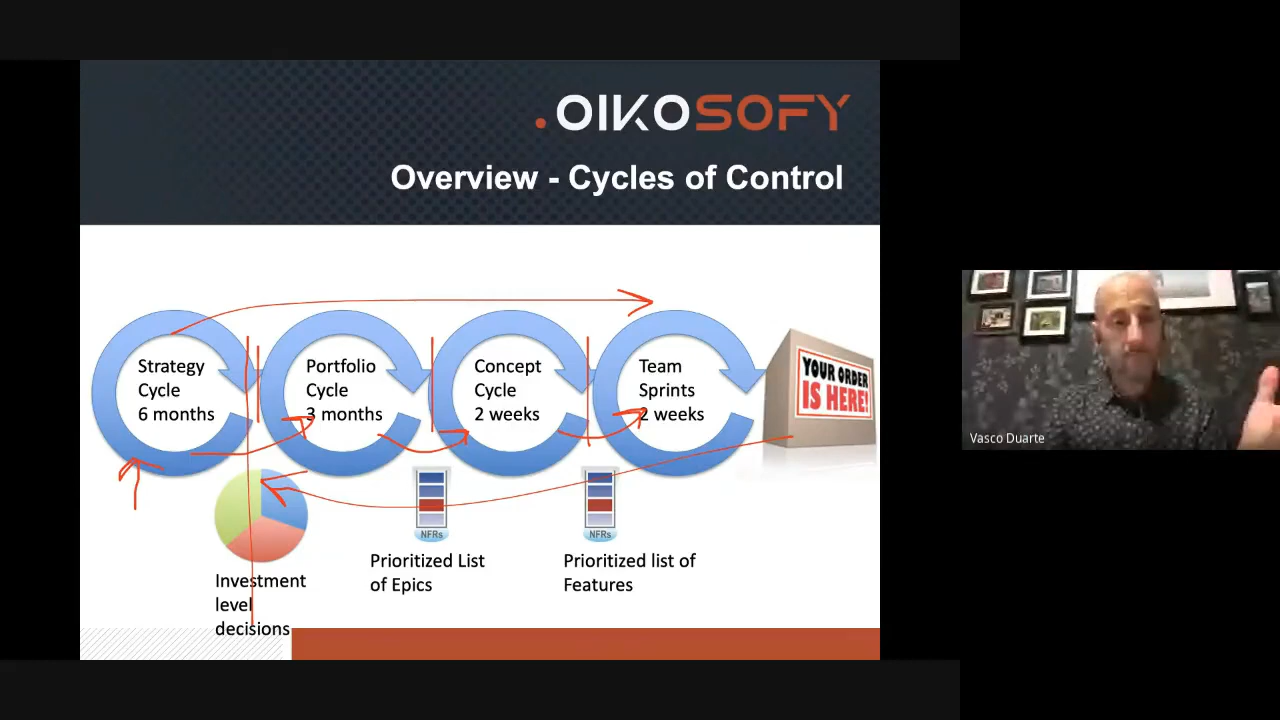 .OIKOSOFY
Overview - Cycles of Control
Strategy
Cycle
6 months
Portfolio
Cycle
3 months
Concept
Cycle
2 weeks
Team
Sprints
2 weeks
YOUR ORDER
IS HERE!
NFRs
NFRs
Investment
level
decisions
Prioritized List
of Epics
Prioritized list of
Features
Vasco Duarte